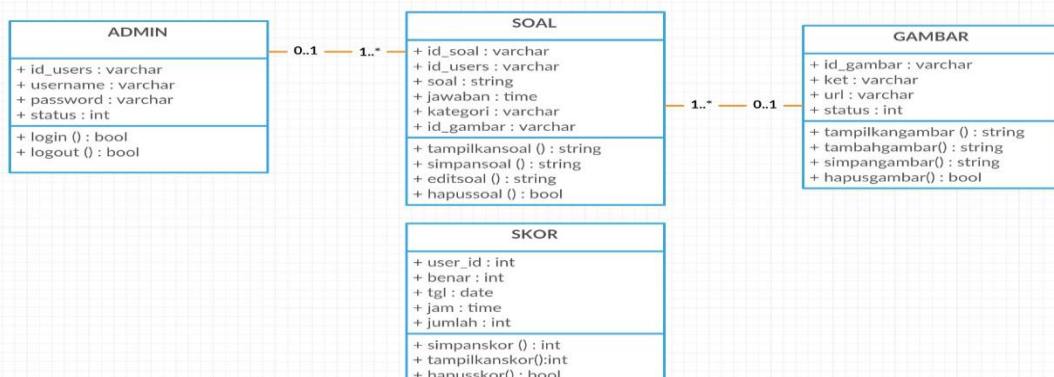 ADMIN
+ id_users : varchar
+ username : varchar
+ password : varchar
+ status : int
+ login () : bool
+ logout () : bool
0..1
1..*
SOAL
+ id_soal : varchar
+ id_users : varchar
+ soal : string
+ jawaban : time
+ kategori : varchar
+ id_gambar : varchar
+ tampilkansoal () : string
+ simpansoal () : string
+ editsoal () : string
+ hapussoal () : bool
1..*
0..1
GAMBAR
+ id_gambar : varchar
+ ket : varchar
+ url : varchar
+ status : int
+ tampilkangambar () : string
+ tambahgambar() : string
+ simpangambar() : string
+ hapusgambar() : bool
SKOR
+ user_id : int
+ benar : int
+ tgl : date
+ jam : time
+ jumlah : int
+ simpanskor () : int
+ tampilkanskor():int
+ hapusskor() : bool